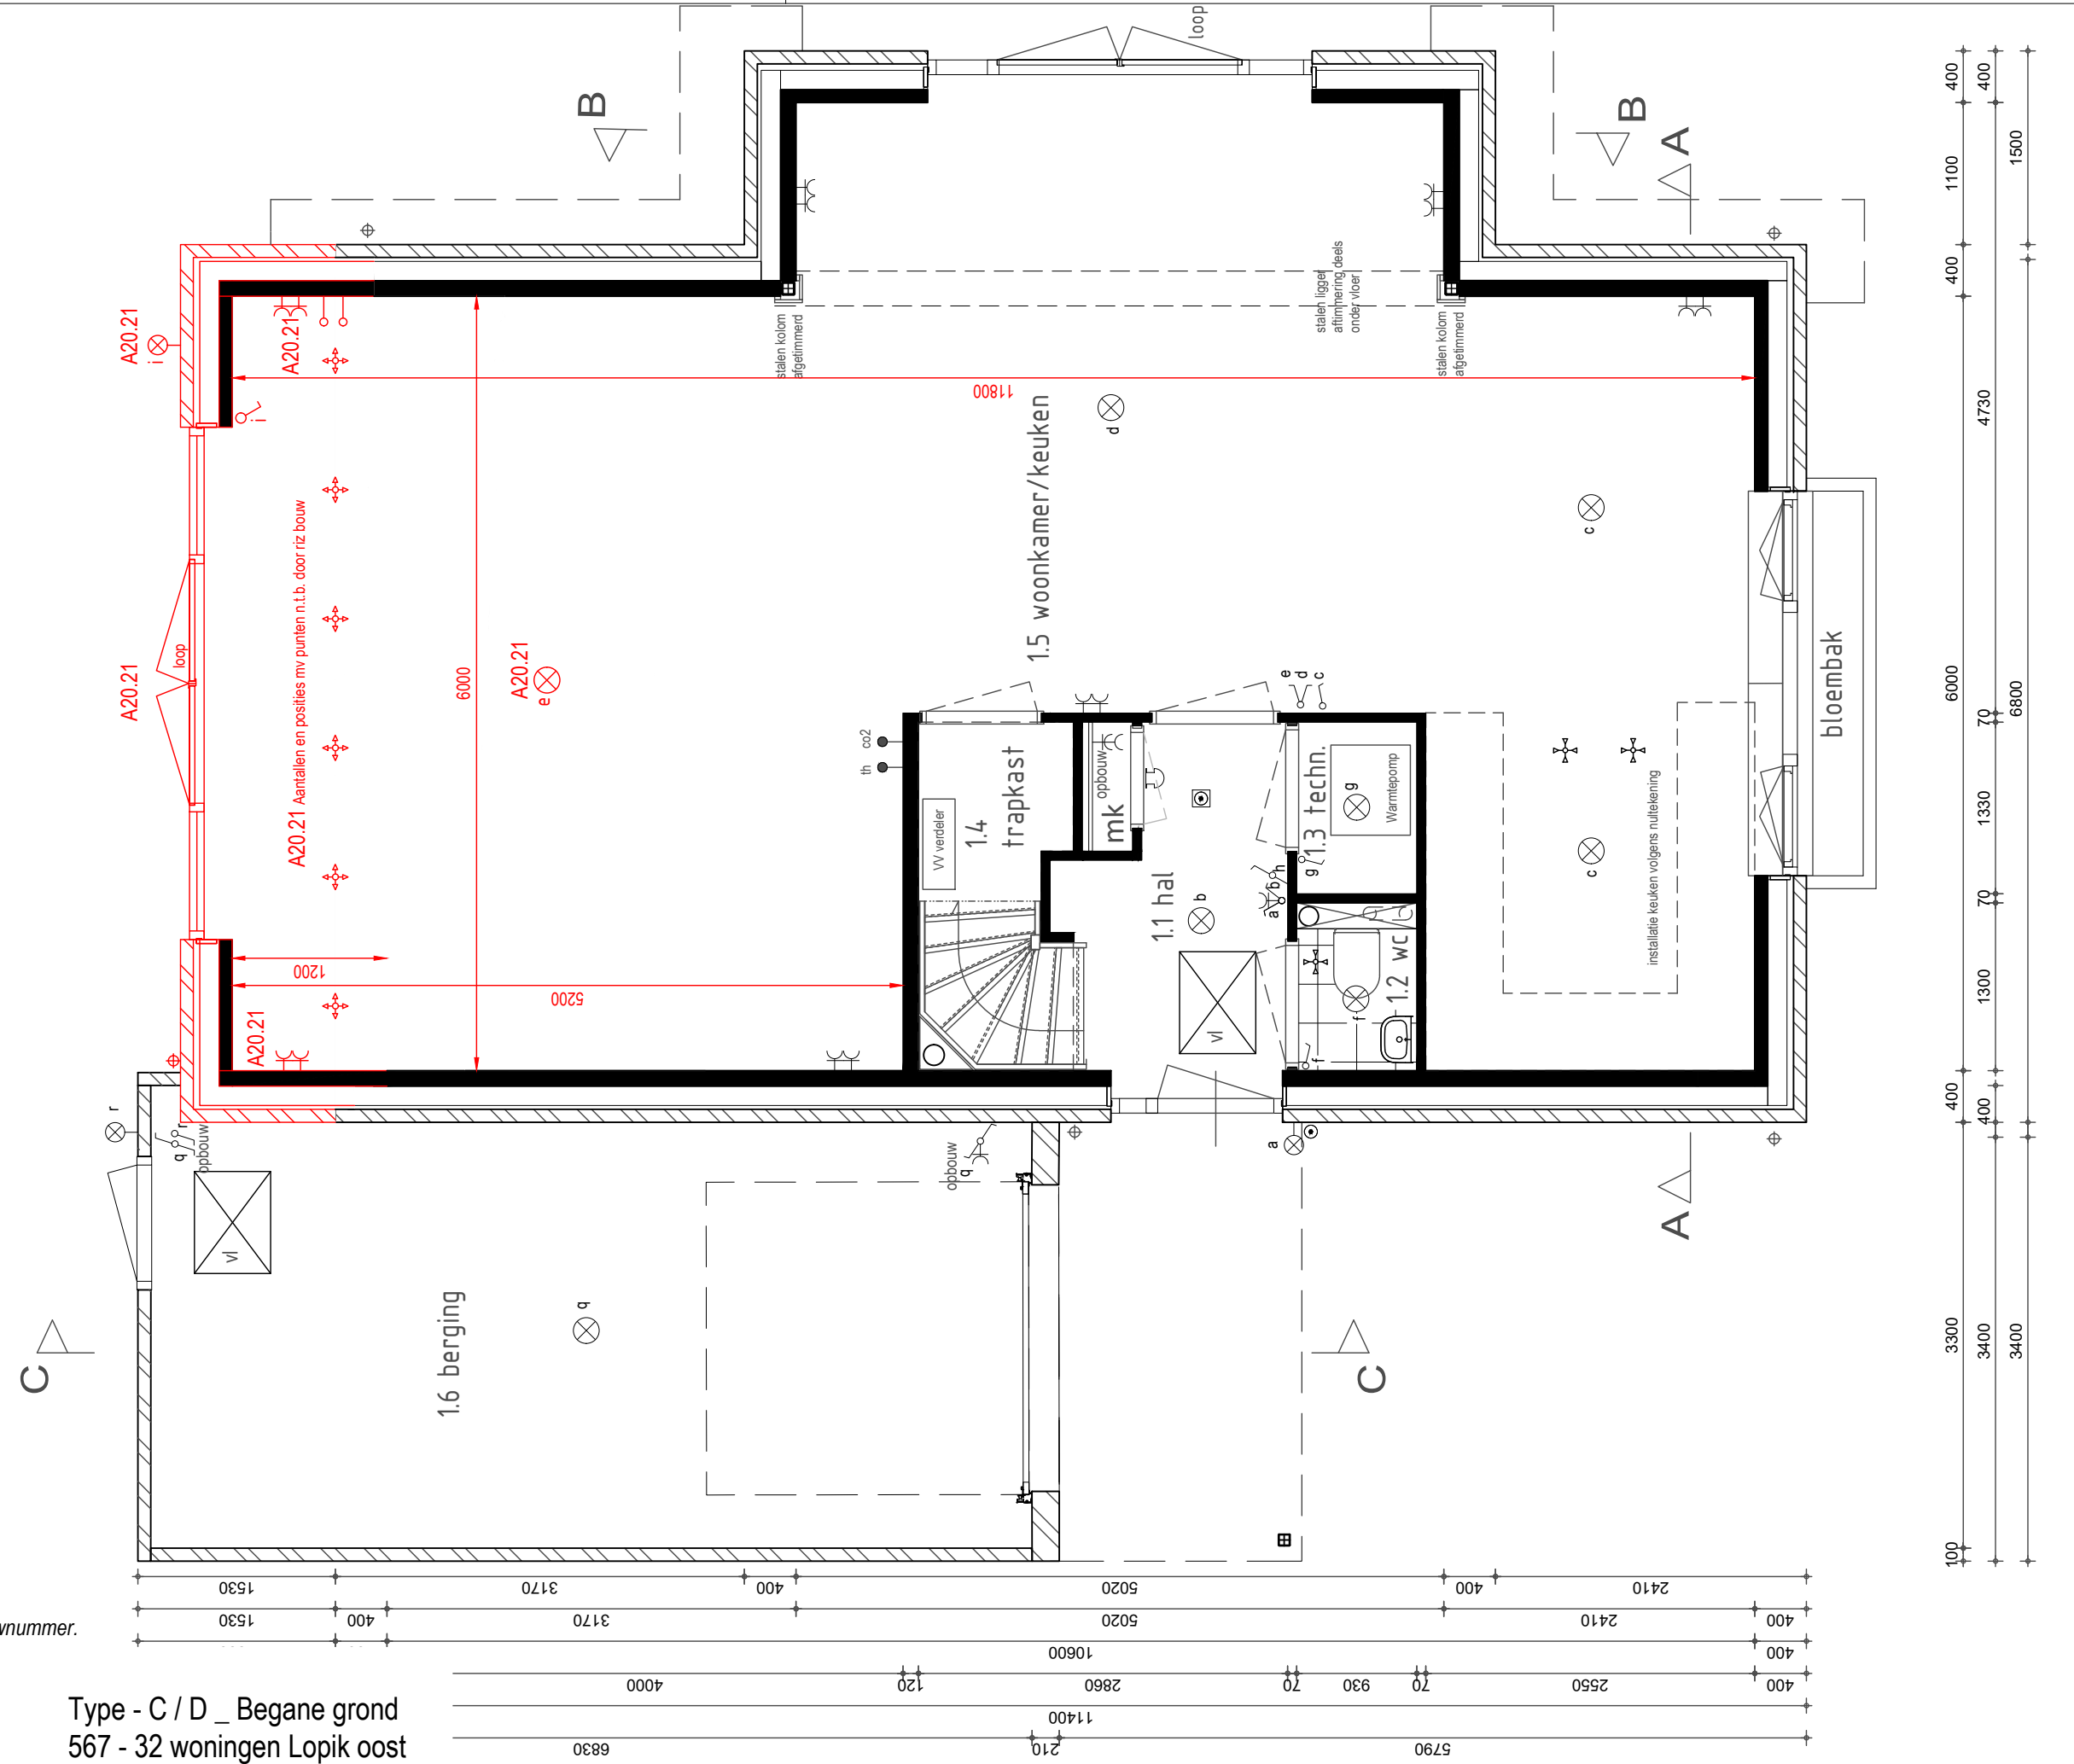 loop
B
B
A
400
400
1100
1500
400
A20.21
i
A20.21
i
stalen kolom
afgetimmerd
stalen ligger
aftimmering deels
onder vloer
stalen kolom
afgetimmerd
11800
d
1.5 woonkamer/keuken
4730
c
A20.21
loop
A20.21 Aantallen en posities mv punten n.t.b. door riz bouw
6000
A20.21
e
e
d
c
6000
70
6800
bloembak
co2
th
VV verdeler
1.4
trapkast
opbouw
mk
1.3 techn.
g
Warmtepomp
g
1330
c
installatie keuken volgens nultekening
70
1.1 hal
b
a
b
h
1.2 wc
f
f
vl
1200
5200
1300
A20.21
400
400
r
q
r
opbouw
opbouw
q
a
vl
A
C
1.6 berging
q
C
3300
3400
3400
100
1530
3170
400
5020
400
2410
1530
400
3170
5020
2410
400
wnummer.
10600
400
4000
120
2860
70
930
70
2550
400
11400
6830
210
5790
Type - C / D _ Begane grond
567 - 32 woningen Lopik oost